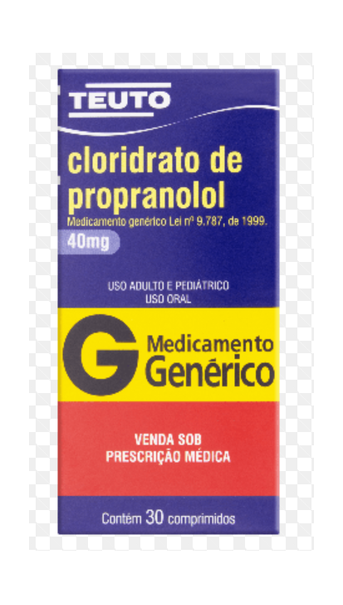 TEUTO
cloridrato de
propranolol
Medicamento genérico Lei nº 9.787, de 1999.
40mg
USO ADULTO E PEDIÁTRICO
USO ORAL
G Medicamento
Genérico
VENDA SOB
PRESCRIÇÃO MÉDICA
Contém 30 comprimidos